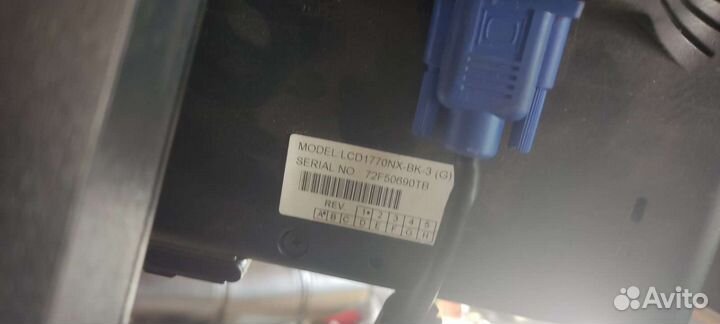 MODEL LCD1770NX-BK-3 (G)
SERIAL NO. 72F50690TB
REV. 1• 2 3 4 5
A• B C D E F G H
Avito